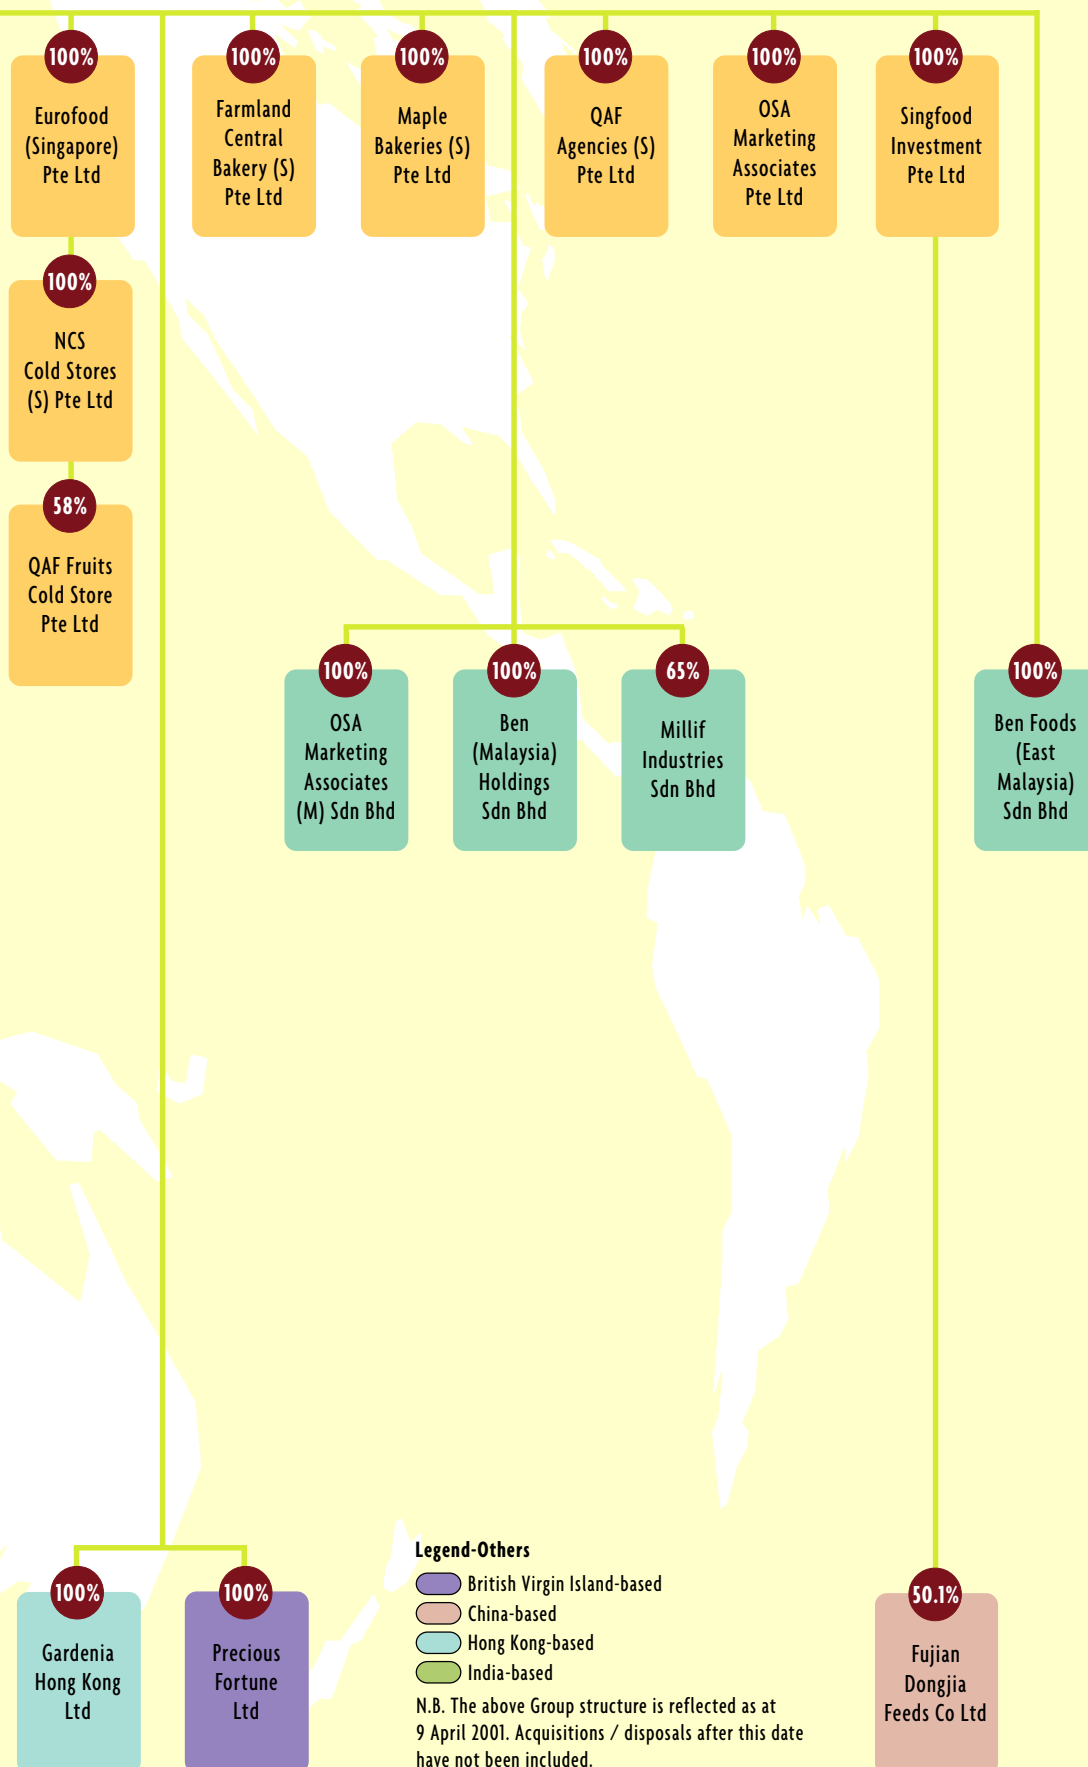 100%
Eurofood
(Singapore)
Pte Ltd
100%
Farmland
Central
Bakery (S)
Pte Ltd
100%
Maple
Bakeries (S)
Pte Ltd
100%
QAF
Agencies (S)
Pte Ltd
100%
OSA
Marketing
Associates
Pte Ltd
100%
Singfood
Investment
Pte Ltd
100%
NCS
Cold Stores
(S) Pte Ltd
58%
QAF Fruits
Cold Store
Pte Ltd
100%
OSA
Marketing
Associates
(M) Sdn Bhd
100%
Ben
(Malaysia)
Holdings
Sdn Bhd
65%
Millif
Industries
Sdn Bhd
100%
Ben Foods
(East
Malaysia)
Sdn Bhd
100%
Gardenia
Hong Kong
Ltd
100%
Precious
Fortune
Ltd
Legend-Others
British Virgin Island-based
China-based
Hong Kong-based
India-based
N.B. The above Group structure is reflected as at
9 April 2001. Acquisitions / disposals after this date
have not been included.
50.1%
Fujian
Dongjia
Feeds Co Ltd